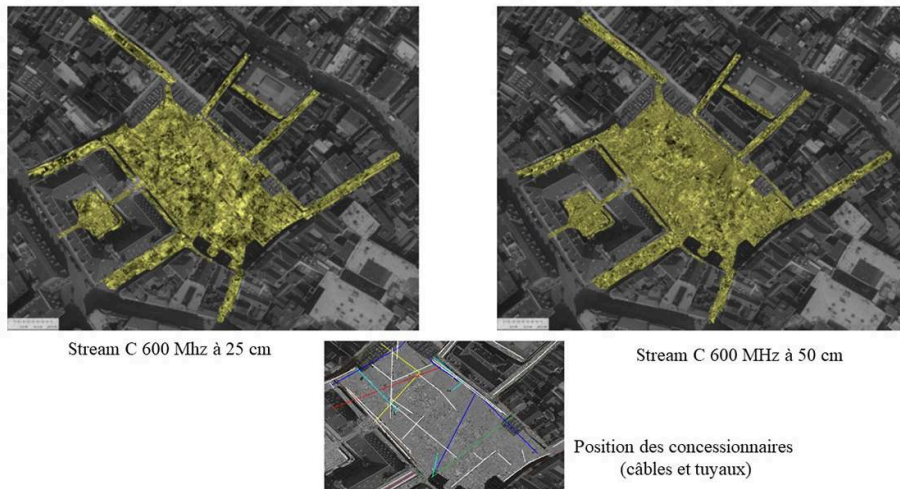 Stream C 600 Mhz à 25 cm
Stream C 600 MHz à 50 cm
Position des concessionnaires
(câbles et tuyaux)